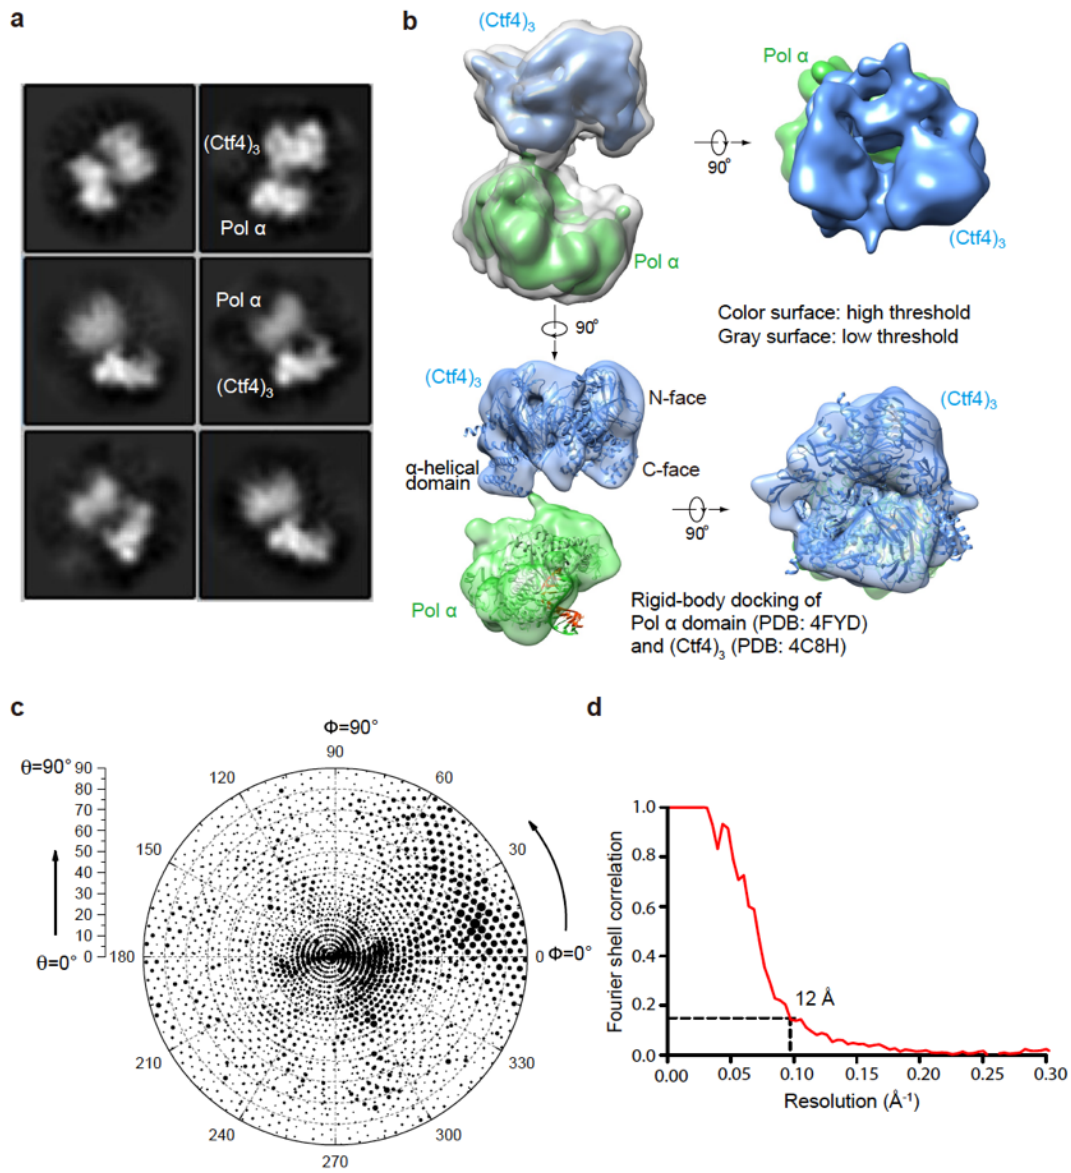 a
(Ctf4)3
Pol α
Pol α
(Ctf4)3
b
(Ctf4)3
Pol α
90°
Pol α
(Ctf4)3
Pol α
90°
Color surface: high threshold
Gray surface: low threshold
(Ctf4)3
N-face
(Ctf4)3
α-helical
domain
C-face
90°
Pol α
Rigid-body docking of
Pol α domain (PDB: 4FYD)
and (Ctf4)3 (PDB: 4C8H)
c
Φ=90°
θ=90°
90
80
70
60
50
40
30
20
10
0
θ=0°
90
60
30
0
Φ=0°
330
300
270
240
210
180
150
120
d
Fourier shell correlation
1.0
0.8
0.6
0.4
0.2
0.0
12 Å
0.00 0.05 0.10 0.15 0.20 0.25 0.30
Resolution (Å-1)